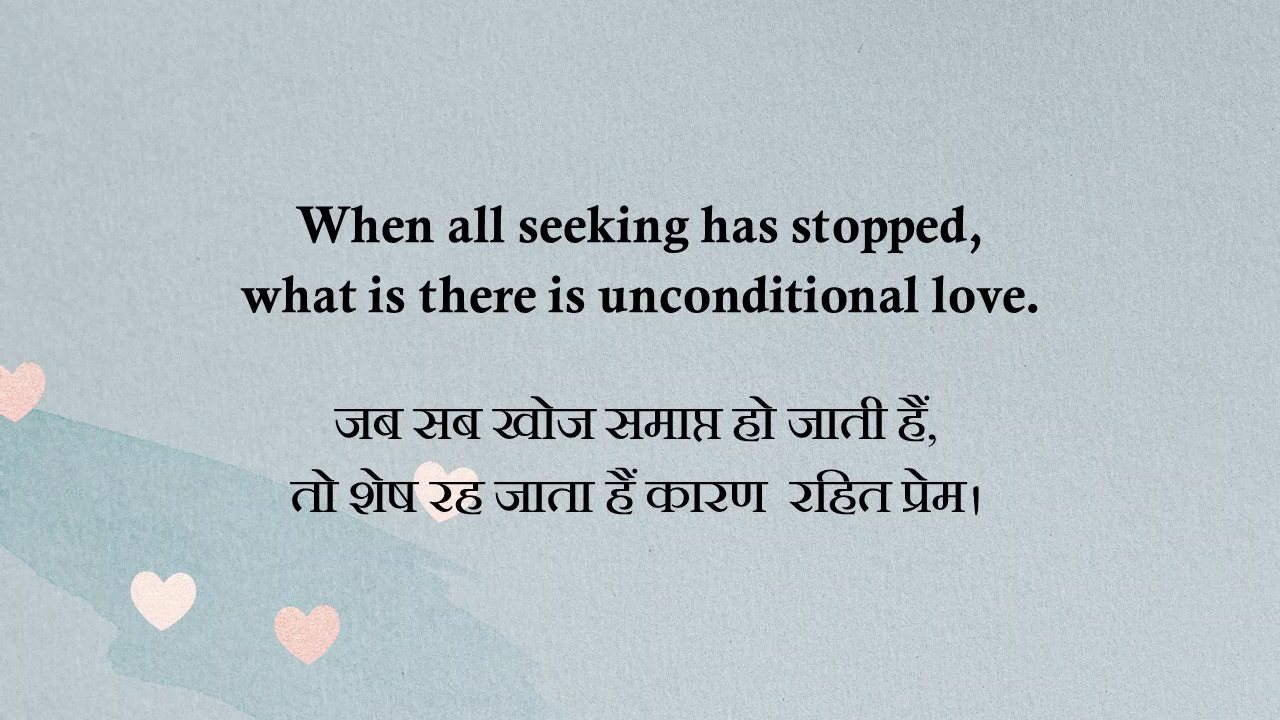 When all seeking has stopped,
what is there is unconditional love.
जब सब खोज समाप्त हो जाती हैं,
तो शेष रह जाता हैं कारण  रहित प्रेम।